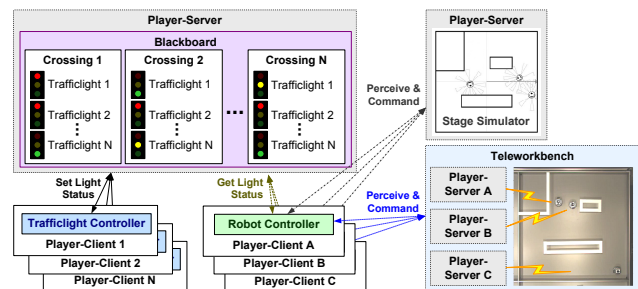 Player-Server
Blackboard
Crossing 1
Trafficlight 1
Trafficlight 2
Trafficlight N
Crossing 2
Trafficlight 1
Trafficlight 2
Trafficlight N
...
Crossing N
Trafficlight 1
Trafficlight 2
Trafficlight N
Player-Server
Stage Simulator
Perceive &
Command
Set Light
Status
Get Light
Status
Perceive &
Command
Trafficlight Controller
Player-Client 1
Player-Client 2
Player-Client N
Robot Controller
Player-Client A
Player-Client B
Player-Client C
Teleworkbench
Player-
Server A
Player-
Server B
Player-
Server C